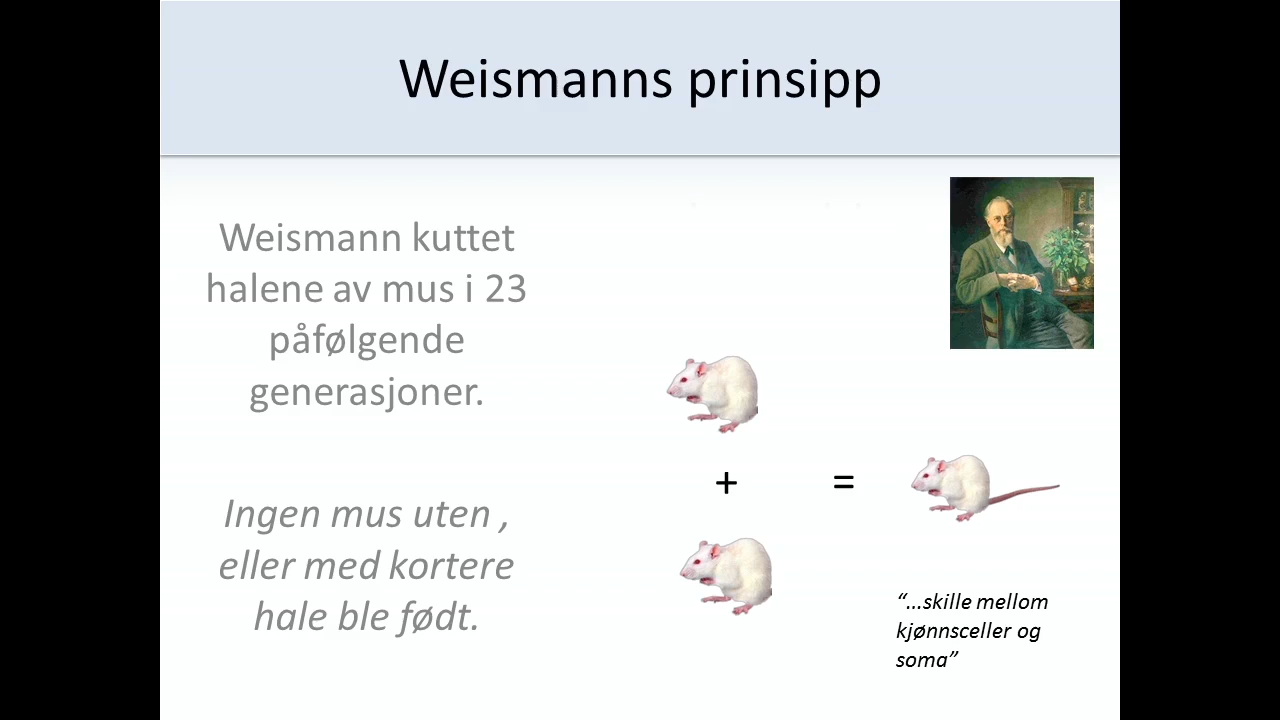 Weismanns prinsipp
Weismann kuttet
halene av mus i 23
påfølgende
generasjoner.
Ingen mus uten ,
eller med kortere
hale ble født.
+
=
“...skille mellom
kjønnsceller og
soma”